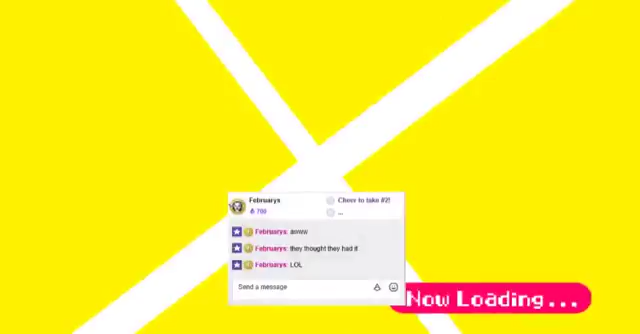 Februarys
Cheer to take #2!
700
...
Februarys: awww
Februarys: they thought they had it
Februarys: LOL
Send a message
Now Loading...